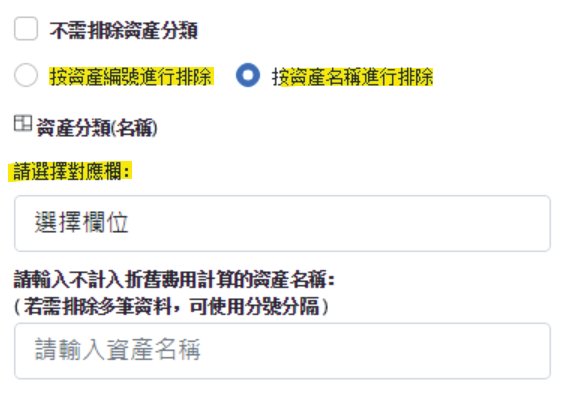 不需排除資產分類
按資產編號進行排除 按資產名稱進行排除
資產分類(名稱)
請選擇對應欄：
選擇欄位
請輸入不計入折舊費用計算的資產名稱：
(若需排除多筆資料，可使用分號分隔)
請輸入資產名稱